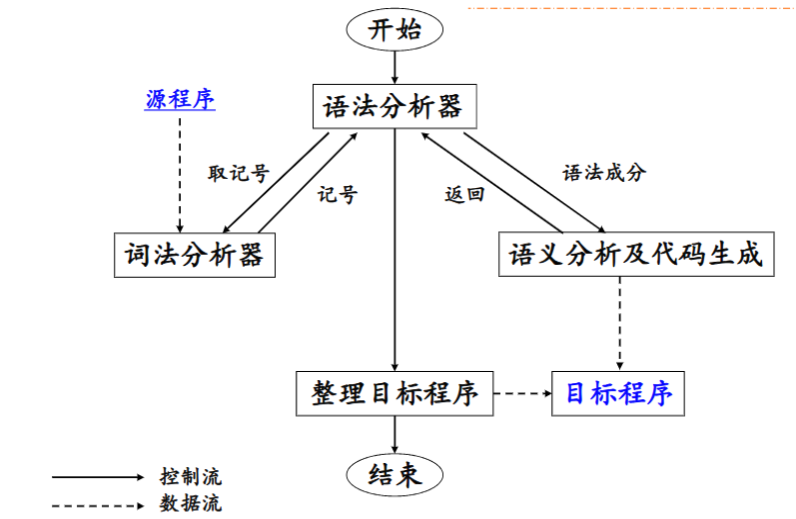 开始
源程序
语法分析器
取记号
记号
返回
语法成分
词法分析器
语义分析及代码生成
整理目标程序
目标程序
结束
控制流
数据流